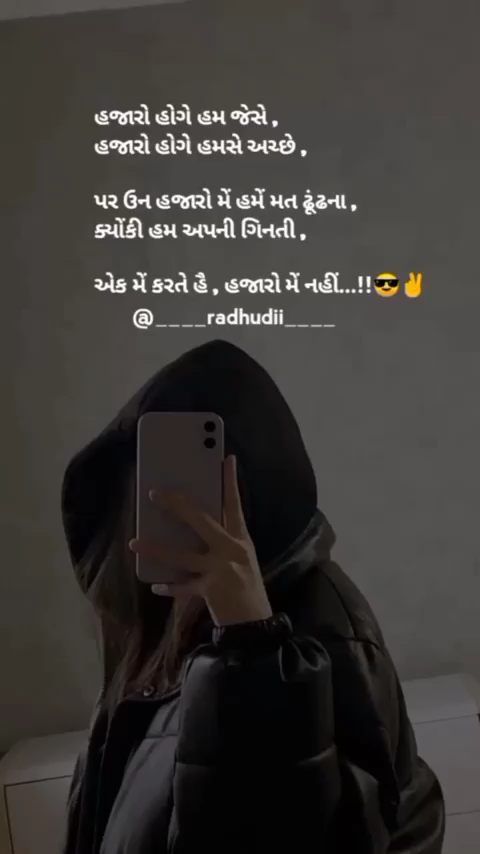 હજારો હોગે હમ જેસે ,
હજારો હોગે હમસે અચ્છે ,
પર ઉન હજારો મેં હમેં મત ઢૂંઢના ,
ક્યોંકી હમ અપની ગિનતી ,
એક મેં કરતે હૈ , હજારો મેં નહીં...!!😎✌️
@____radhudii____